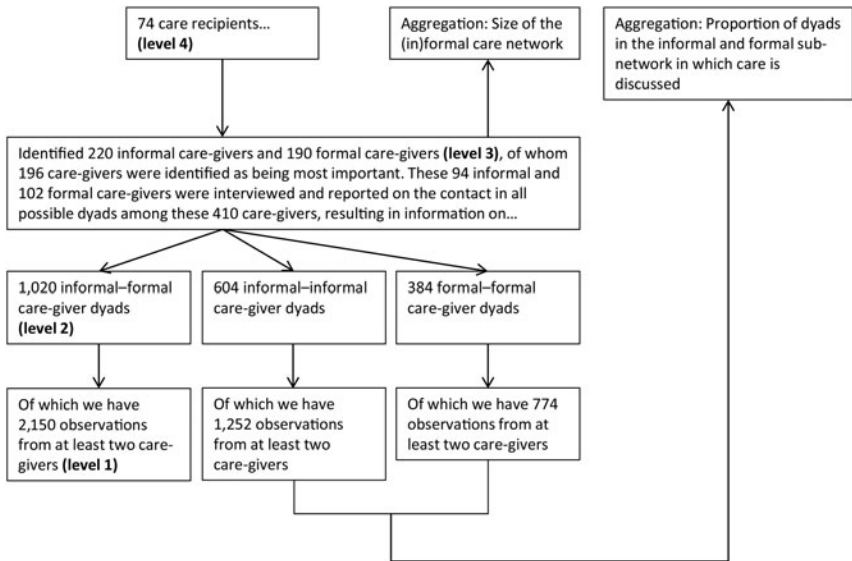 74 care recipients…
(level 4)
Aggregation: Size of the
(in)formal care network
Aggregation: Proportion of dyads
in the informal and formal sub-
network in which care is
discussed
Identified 220 informal care-givers and 190 formal care-givers (level 3), of whom
196 care-givers were identified as being most important. These 94 informal and
102 formal care-givers were interviewed and reported on the contact in all
possible dyads among these 410 care-givers, resulting in information on…
1,020 informal–formal
care-giver dyads
(level 2)
604 informal–informal
care-giver dyads
384 formal–formal
care-giver dyads
Of which we have
2,150 observations
from at least two care-
givers (level 1)
Of which we have
1,252 observations
from at least two
care-givers
Of which we have 774
observations from at
least two care-givers